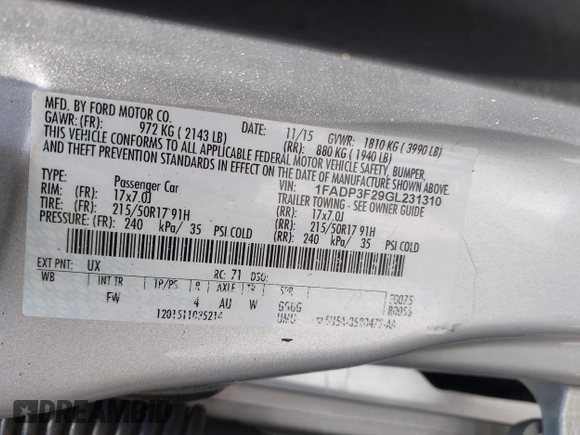 MFD. BY FORD MOTOR CO.
DATE: 11/15 GVWR: 1810 KG ( 3990 LB)
GAWR: (FR): 972 KG ( 2143 LB) (RR): 880 KG ( 1940 LB)
THIS VEHICLE CONFORMS TO ALL APPLICABLE FEDERAL MOTOR VEHICLE SAFETY, BUMPER,
AND THEFT PREVENTION STANDARDS IN EFFECT ON THE DATE OF MANUFACTURE SHOWN ABOVE.
VIN: 1FADP3F29GL231310
TYPE: Passenger Car TRAILER TOWING - SEE OWNER GUIDE
RIM: (FR): 17x7.0J (RR): 17x7.0J
TIRE: (FR): 215/50R17 91H (RR): 215/50R17 91H
PRESSURE: (FR): 240 kPa/ 35 PSI COLD (RR): 240 kPa/ 35 PSI COLD
EXT PNT: UX RC: 71 DSO:
WB INT TR TP/PS R AXLE TR SPR
FW 4 AU W
DREAMBID